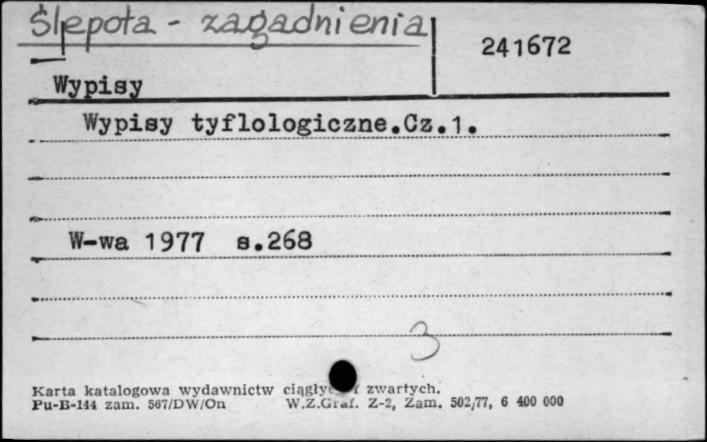 Ślepota - zagadnienia
241672
Wypisy
Wypisy tyflologiczne.Cz.1.
W-wa 1977 s.268
3
Karta katalogowa wydawnictw zwartych.
Pu-B-144 zam. 567/DW/On W.Z.Graf. Z-2, Zam. 502/77, 6 400 000